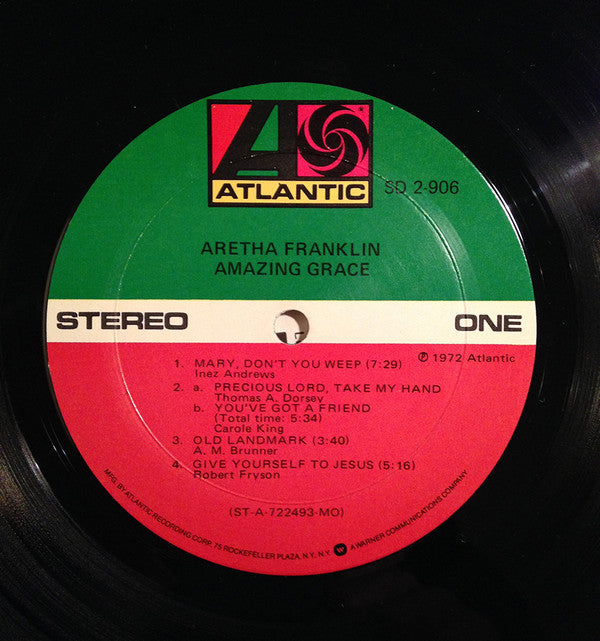 ATLANTIC
SD 2-906
ARETHA FRANKLIN
AMAZING GRACE
STEREO
ONE
℗ 1972 Atlantic
1. MARY, DON'T YOU WEEP (7:29)
Inez Andrews
2. a. PRECIOUS LORD, TAKE MY HAND
Thomas A. Dorsey
b. YOU'VE GOT A FRIEND
(Total time: 5:34)
Carole King
3. OLD LANDMARK (3:40)
A. M. Brunner
4. GIVE YOURSELF TO JESUS (5:16)
Robert Fryson
(ST-A-722493-MO)
MFG. BY ATLANTIC RECORDING CORP., 75 ROCKEFELLER PLAZA, N.Y., N.Y. A WARNER COMMUNICATIONS COMPANY